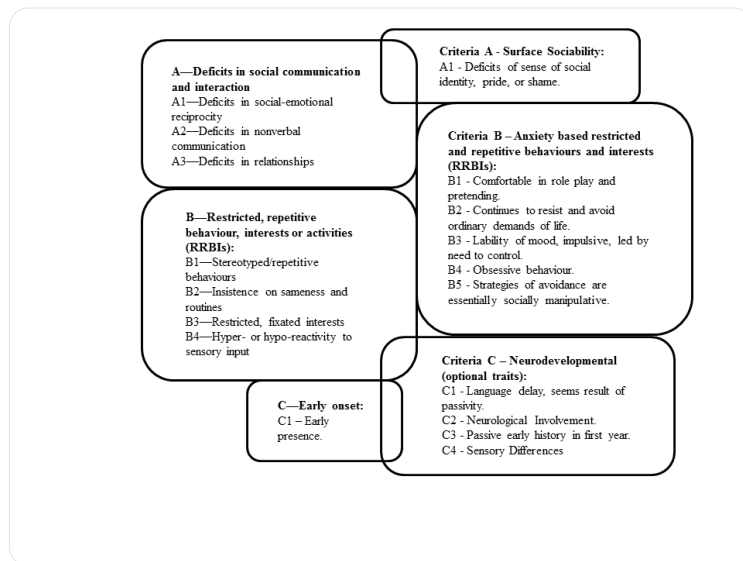 A—Deficits in social communication
and interaction
A1—Deficits in social-emotional
reciprocity
A2—Deficits in nonverbal
communication
A3—Deficits in relationships
B—Restricted, repetitive
behaviour, interests or activities
(RRBIs):
B1—Stereotyped/repetitive
behaviours
B2—Insistence on sameness and
routines
B3—Restricted, fixated interests
B4—Hyper- or hypo-reactivity to
sensory input
C—Early onset:
C1 – Early
presence.
Criteria A - Surface Sociability:
A1 - Deficits of sense of social
identity, pride, or shame.
Criteria B – Anxiety based restricted
and repetitive behaviours and interests
(RRBIs):
B1 - Comfortable in role play and
pretending.
B2 - Continues to resist and avoid
ordinary demands of life.
B3 - Lability of mood, impulsive, led by
need to control.
B4 - Obsessive behaviour.
B5 - Strategies of avoidance are
essentially socially manipulative.
Criteria C – Neurodevelopmental
(optional traits):
C1 - Language delay, seems result of
passivity.
C2 - Neurological Involvement.
C3 - Passive early history in first year.
C4 - Sensory Differences